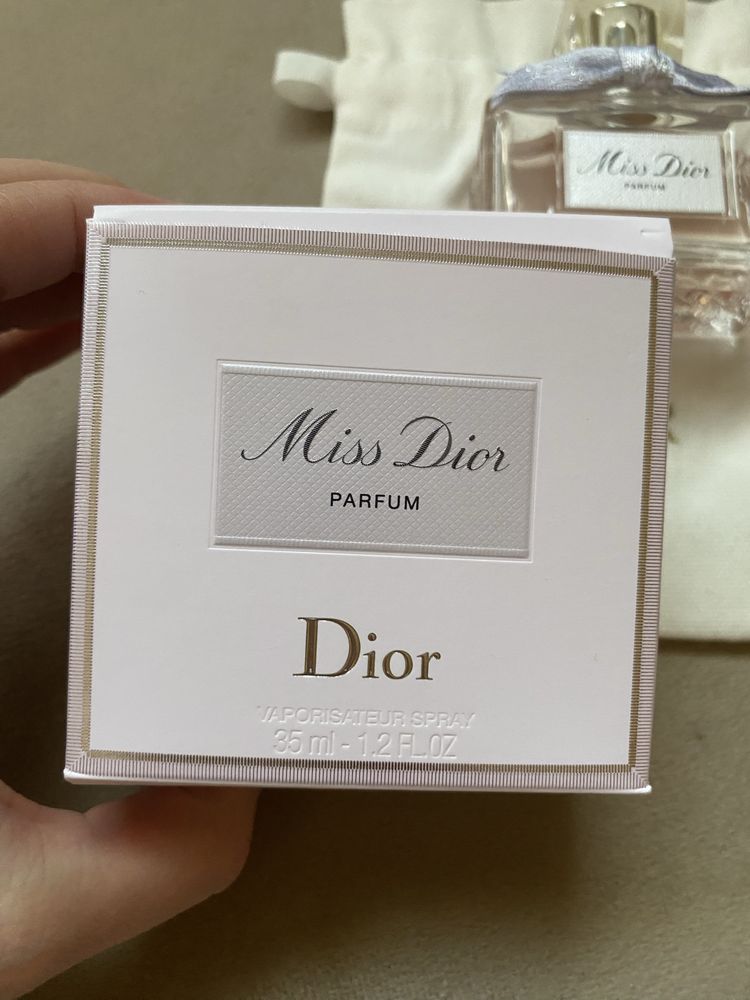 Miss Dior
PARFUM
Miss Dior
PARFUM
Dior
VAPORISATEUR SPRAY
35 ml - 1.2 FL.OZ